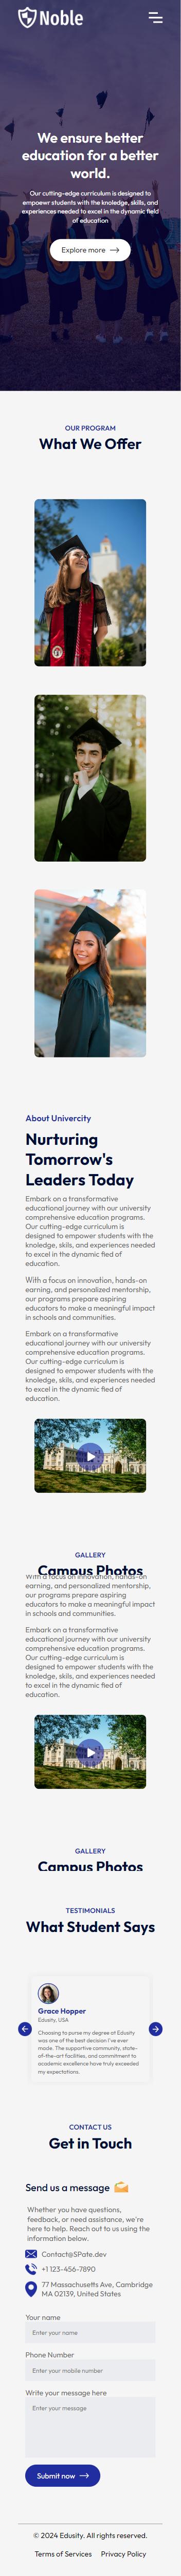 Noble
We ensure better
education for a better
world.
Our cutting-edge curriculum is designed to
empower students with the knoledge, skills, and
experiences needed to excel in the dynamic field
of education
Explore more
OUR PROGRAM
What We Offer
About Univercity
Nurturing
Tomorrow's
Leaders Today
Embark on a transformative
educational journey with our university
comprehensive education programs.
Our cutting-edge curriculum is
designed to empower students with the
knoledge, skils, and experiences needed
to excel in the dynamic fied of
education.
With a focus on innovation, hands-on
earning, and personalized mentorship,
our programs prepare aspiring
educators to make a meaningful impact
in schools and communities.
Embark on a transformative
educational journey with our university
comprehensive education programs.
Our cutting-edge curriculum is
designed to empower students with the
knoledge, skils, and experiences needed
to excel in the dynamic fied of
education.
GALLERY
Campus Photos
With a focus on innovation, hands-on
earning, and personalized mentorship,
our programs prepare aspiring
educators to make a meaningful impact
in schools and communities.
Embark on a transformative
educational journey with our university
comprehensive education programs.
Our cutting-edge curriculum is
designed to empower students with the
knoledge, skils, and experiences needed
to excel in the dynamic fied of
education.
GALLERY
Campus Photos
TESTIMONIALS
What Student Says
Grace Hopper
Edusity, USA
Choosing to purse my degree at Edusity
was one of the best decision I've ever
made. The supportive community, state-
of-the-art facilities, and commitment to
academic excellence have truly exceeded
my expectations.
CONTACT US
Get in Touch
Send us a message
Whether you have questions,
feedback, or need assistance, we're
here to help. Reach out to us using the
information below.
Contact@SPate.dev
+1 123-456-7890
77 Massachusetts Ave, Cambridge
MA 02139, United States
Your name
Enter your name
Phone Number
Enter your mobile number
Write your message here
Enter your message
Submit now
© 2024 Edusity. All rights reserved.
Terms of Services Privacy Policy